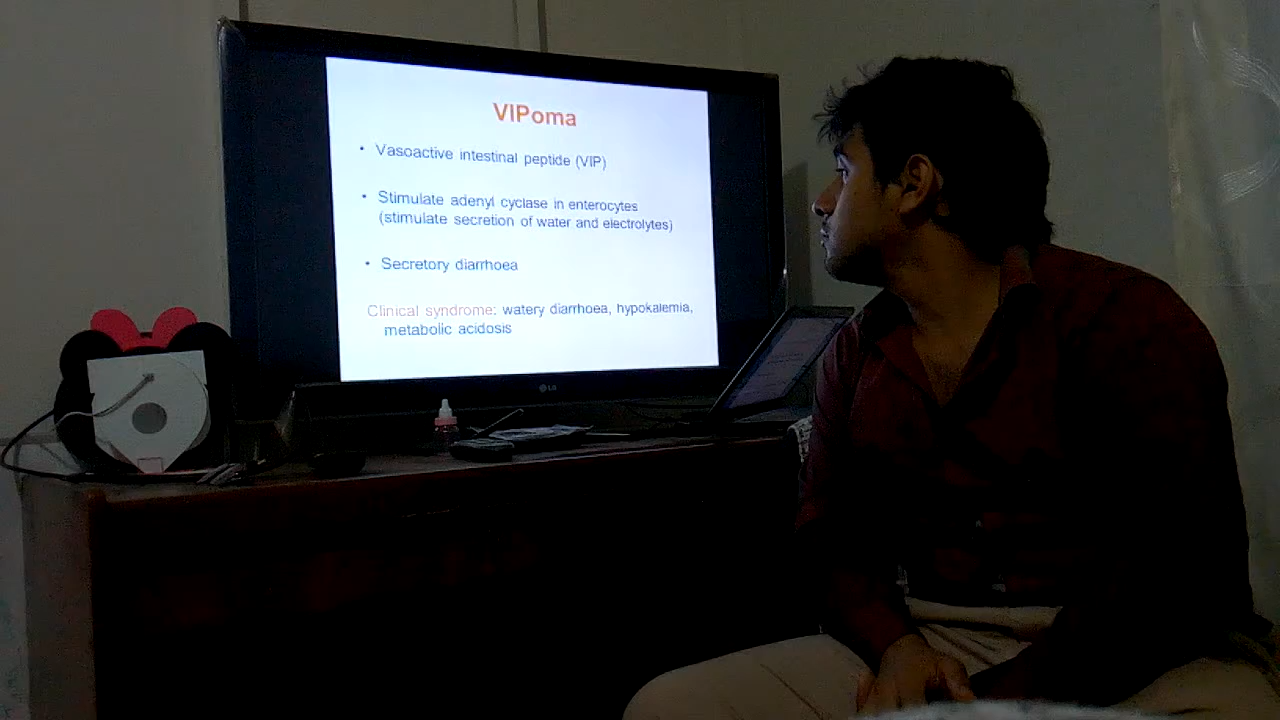 VIPoma
• Vasoactive intestinal peptide (VIP)
• Stimulate adenyl cyclase in enterocytes
(stimulate secretion of water and electrolytes)
• Secretory diarrhoea
Clinical syndrome: watery diarrhoea, hypokalemia,
metabolic acidosis
LG